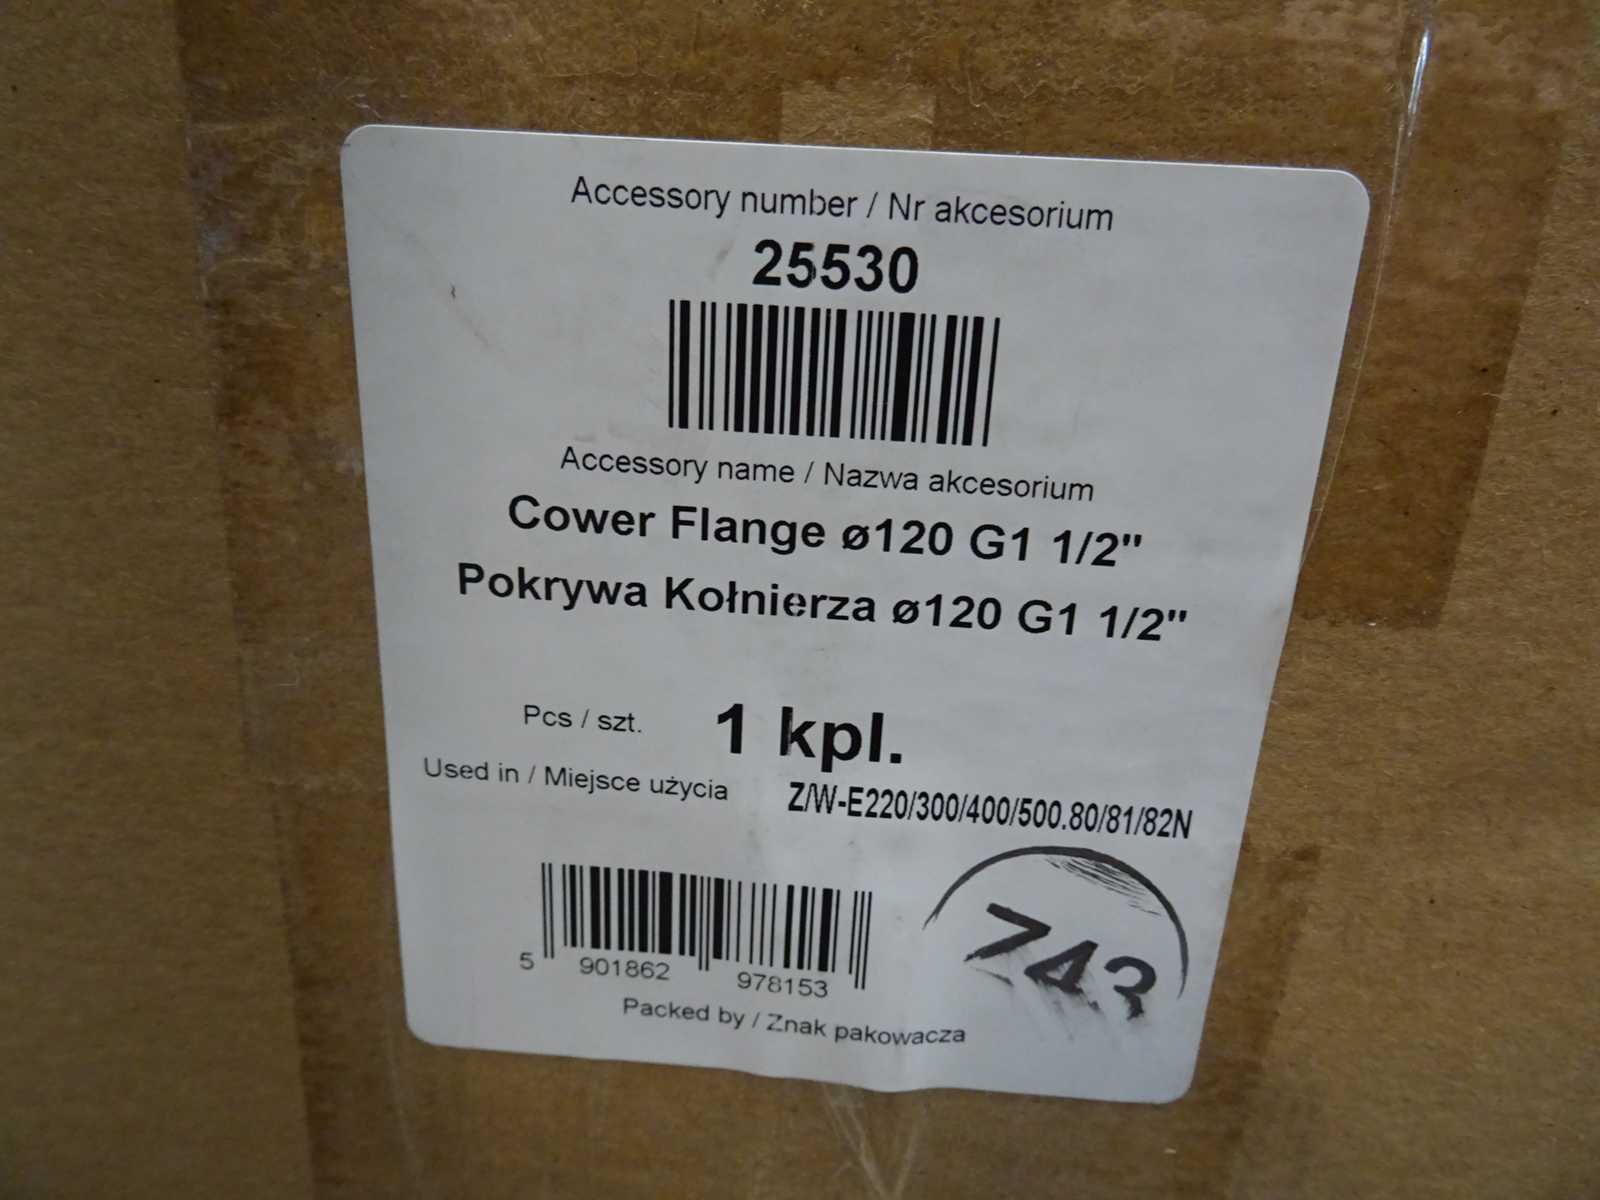 Accessory number / Nr akcesorium
25530
Accessory name / Nazwa akcesorium
Cower Flange ø120 G1 1/2"
Pokrywa Kołnierza ø120 G1 1/2"
Pcs / szt. 1 kpl.
Used in / Miejsce użycia Z/W-E220/300/400/500.80/81/82N
5 901862 978153
743
Packed by / Znak pakowacza